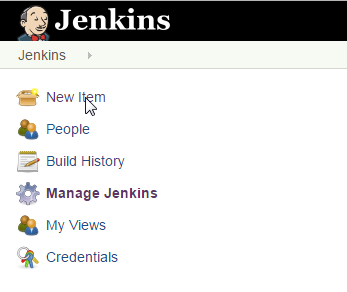 Jenkins
Jenkins
New Item
People
Build History
Manage Jenkins
My Views
Credentials